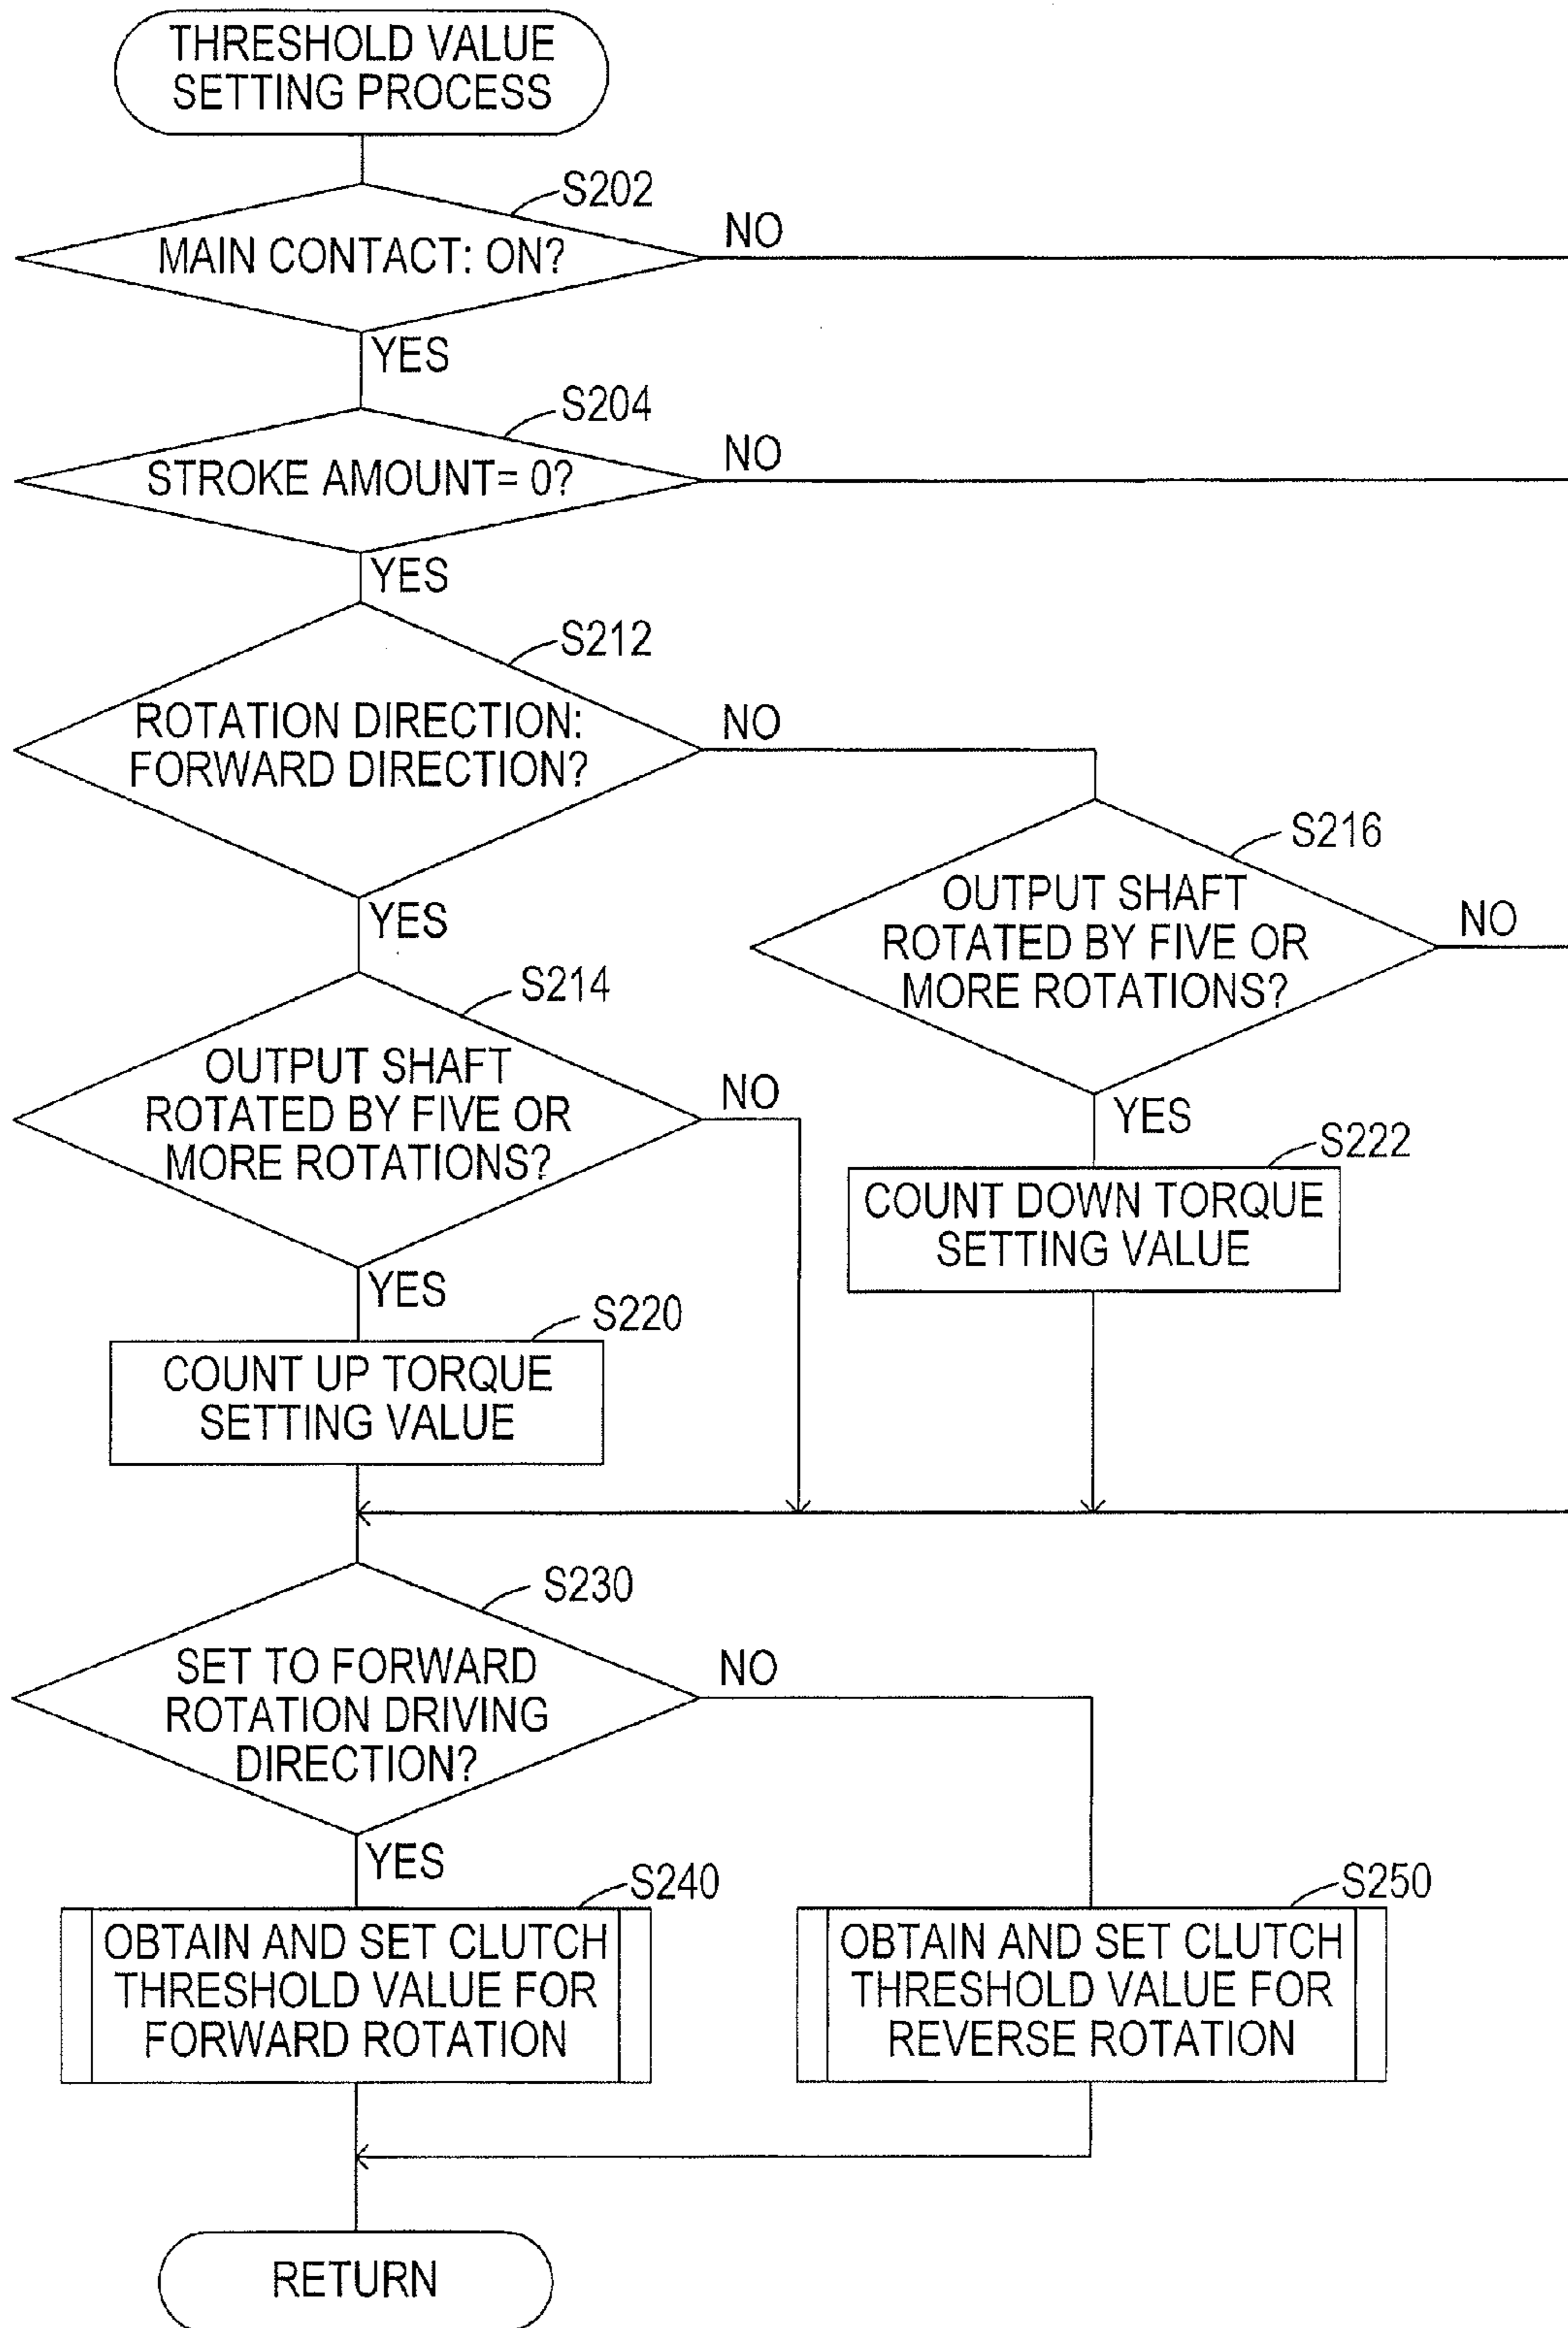 THRESHOLD VALUE
SETTING PROCESS
S202
MAIN CONTACT: ON?
NO
YES
S204
STROKE AMOUNT= 0?
NO
YES
S212
ROTATION DIRECTION:
FORWARD DIRECTION?
NO
YES
S216
OUTPUT SHAFT
ROTATED BY FIVE OR
MORE ROTATIONS?
NO
YES
S214
OUTPUT SHAFT
ROTATED BY FIVE OR
MORE ROTATIONS?
NO
YES
S222
COUNT DOWN TORQUE
SETTING VALUE
S220
COUNT UP TORQUE
SETTING VALUE
S230
SET TO FORWARD
ROTATION DRIVING
DIRECTION?
NO
YES
S240
OBTAIN AND SET CLUTCH
THRESHOLD VALUE FOR
FORWARD ROTATION
S250
OBTAIN AND SET CLUTCH
THRESHOLD VALUE FOR
REVERSE ROTATION
RETURN